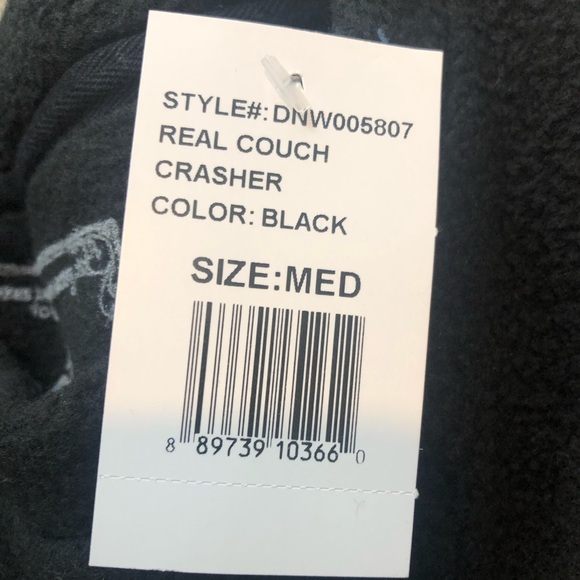 STYLE#: DNW005807
REAL COUCH
CRASHER
COLOR: BLACK
SIZE:MED
8 89739 10366 0